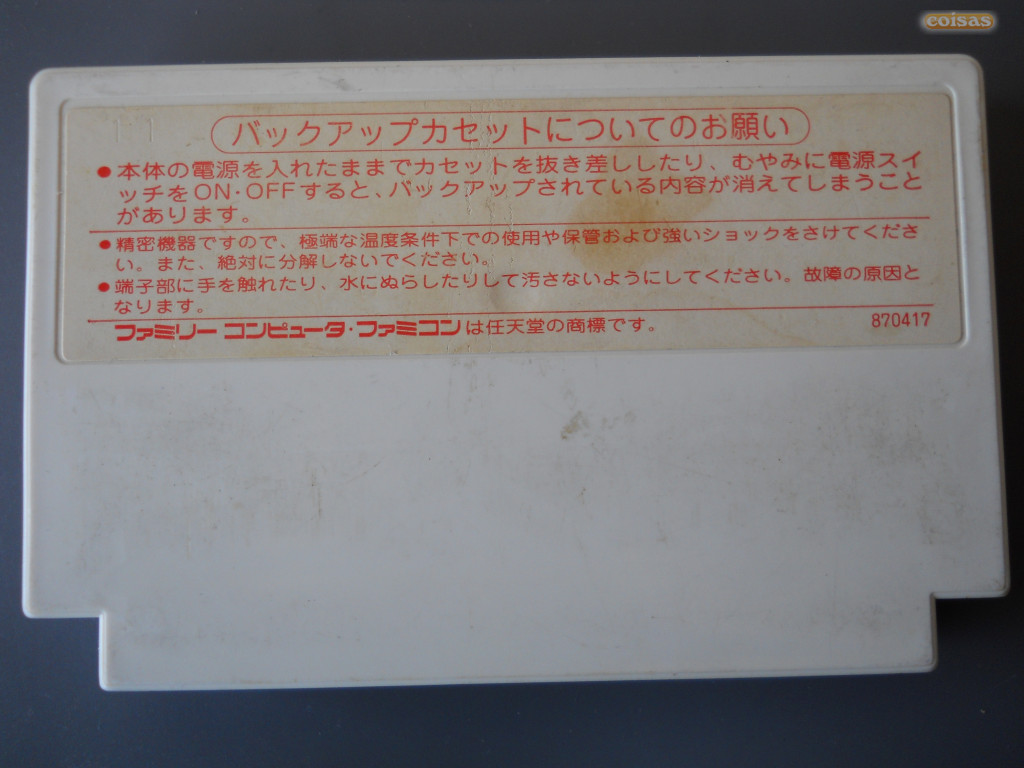 coisas
11
バックアップカセットについてのお願い
●本体の電源を入れたままでカセットを抜き差ししたり、むやみに電源スイ
ッチをON・OFFすると、バックアップされている内容が消えてしまうこと
があります。
●精密機器ですので、極端な温度条件下での使用や保管および強いショックをさけてくださ
い。また、絶対に分解しないでください。
●端子部に手を触れたり、水にぬらしたりして汚さないようにしてください。故障の原因と
なります。
ファミリー コンピュータ・ファミコンは任天堂の商標です。 870417